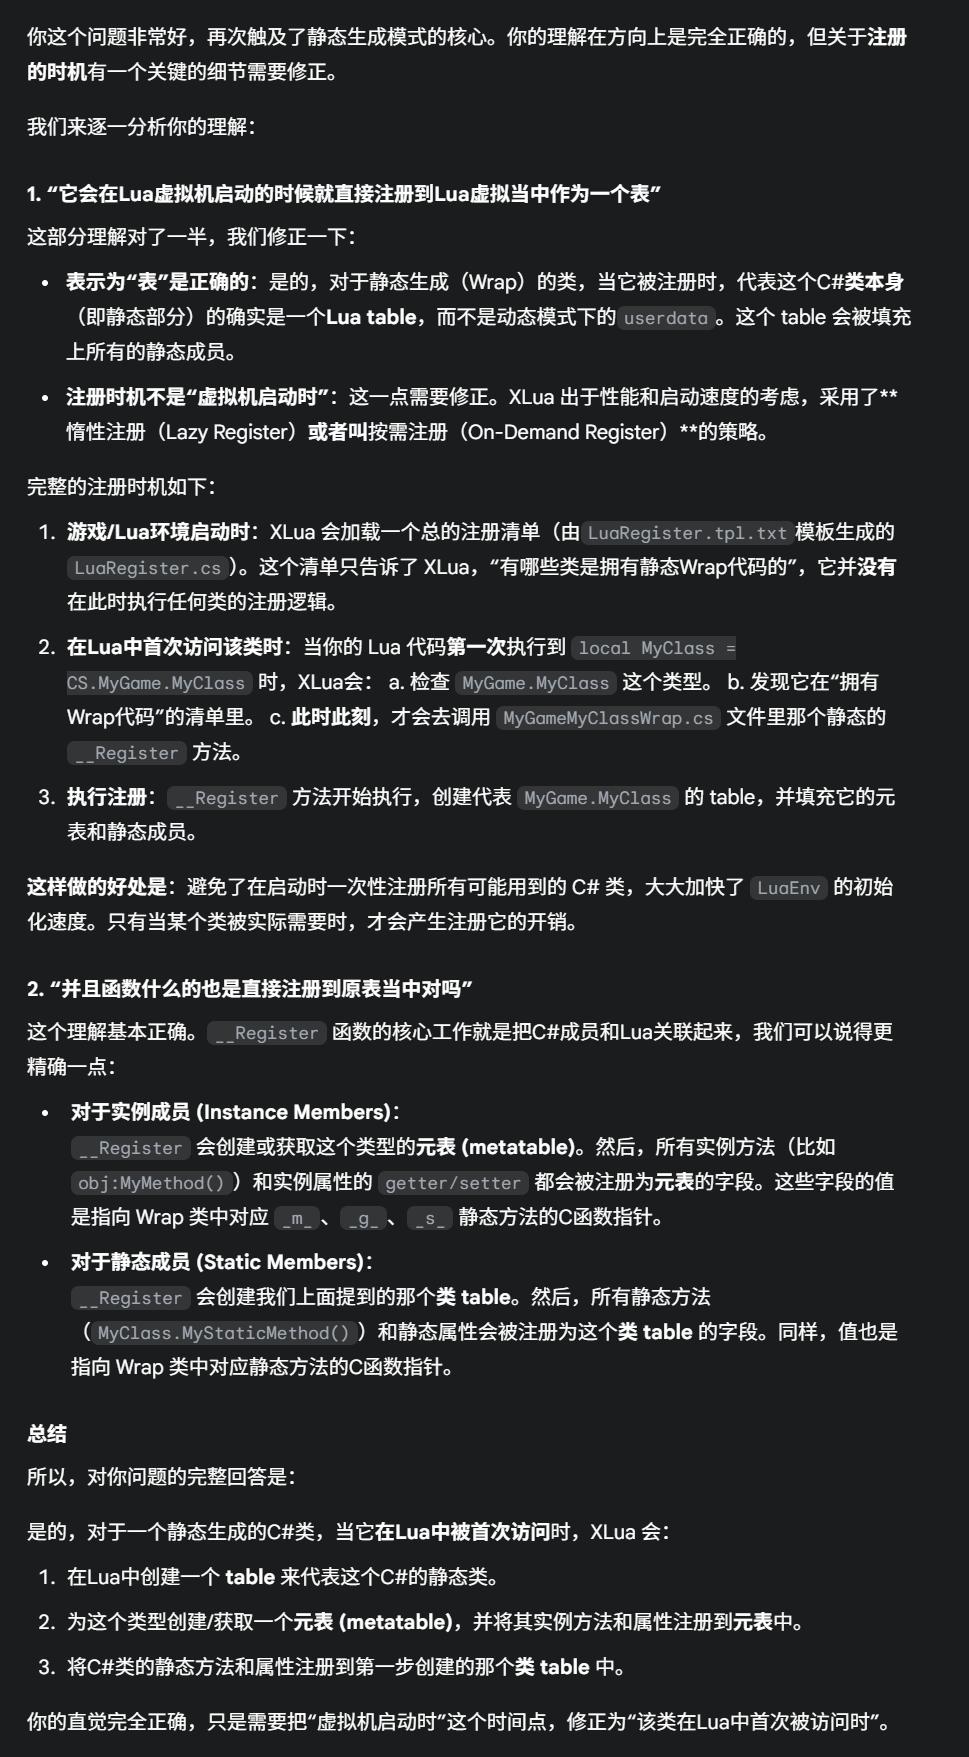 你这个问题非常好，再次触及了静态生成模式的核心。你的理解在方向上是完全正确的，但关于注册
的时机有一个关键的细节需要修正。
我们来逐一分析你的理解：
1. “它会在Lua虚拟机启动的时候就直接注册到Lua虚拟当中作为一个表”
这部分理解对了一半，我们修正一下：
• 表示为“表”是正确的：是的，对于静态生成（Wrap）的类，当它被注册时，代表这个C#类本身
（即静态部分）的确实是一个Lua table，而不是动态模式下的 userdata 。这个 table 会被填充
上所有的静态成员。
• 注册时机不是“虚拟机启动时”：这一点需要修正。XLua 出于性能和启动速度的考虑，采用了**
惰性注册（Lazy Register）或者叫按需注册（On-Demand Register）**的策略。
完整的注册时机如下：
1. 游戏/Lua环境启动时：XLua 会加载一个总的注册清单（由 LuaRegister.tpl.txt 模板生成的
LuaRegister.cs ）。这个清单只告诉了 XLua，“有哪些类是拥有静态Wrap代码的”，它并没有
在此时执行任何类的注册逻辑。
2. 在Lua中首次访问该类时：当你的 Lua 代码第一次执行到 local MyClass =
CS.MyGame.MyClass 时，XLua会： a. 检查 MyGame.MyClass 这个类型。 b. 发现它在“拥有
Wrap代码”的清单里。 c. 此时此刻，才会去调用 MyGameMyClassWrap.cs 文件里那个静态的
__Register 方法。
3. 执行注册： __Register 方法开始执行，创建代表 MyGame.MyClass 的 table，并填充它的元
表和静态成员。
这样做的好处是：避免了在启动时一次性注册所有可能用到的 C# 类，大大加快了 LuaEnv 的初始
化速度。只有当某个类被实际需要时，才会产生注册它的开销。
2. “并且函数什么的也是直接注册到原表当中对吗”
这个理解基本正确。 __Register 函数的核心工作就是把C#成员和Lua关联起来，我们可以说得更
精确一点：
• 对于实例成员 (Instance Members)：
__Register 会创建或获取这个类型的元表 (metatable)。然后，所有实例方法（比如
obj:MyMethod() ）和实例属性的 getter/setter 都会被注册为元表的字段。这些字段的值
是指向 Wrap 类中对应 _m_ 、 _g_ 、 _s_ 静态方法的C函数指针。
• 对于静态成员 (Static Members)：
__Register 会创建我们上面提到的那个类 table。然后，所有静态方法
（ MyClass.MyStaticMethod() ）和静态属性会被注册为这个类 table 的字段。同样，值也是
指向 Wrap 类中对应静态方法的C函数指针。
总结
所以，对你问题的完整回答是：
是的，对于一个静态生成的C#类，当它在Lua中被首次访问时，XLua 会：
1. 在Lua中创建一个 table 来代表这个C#的静态类。
2. 为这个类型创建/获取一个元表 (metatable)，并将其实例方法和属性注册到元表中。
3. 将C#类的静态方法和属性注册到第一步创建的那个类 table 中。
你的直觉完全正确，只是需要把“虚拟机启动时”这个时间点，修正为“该类在Lua中首次被访问时”。